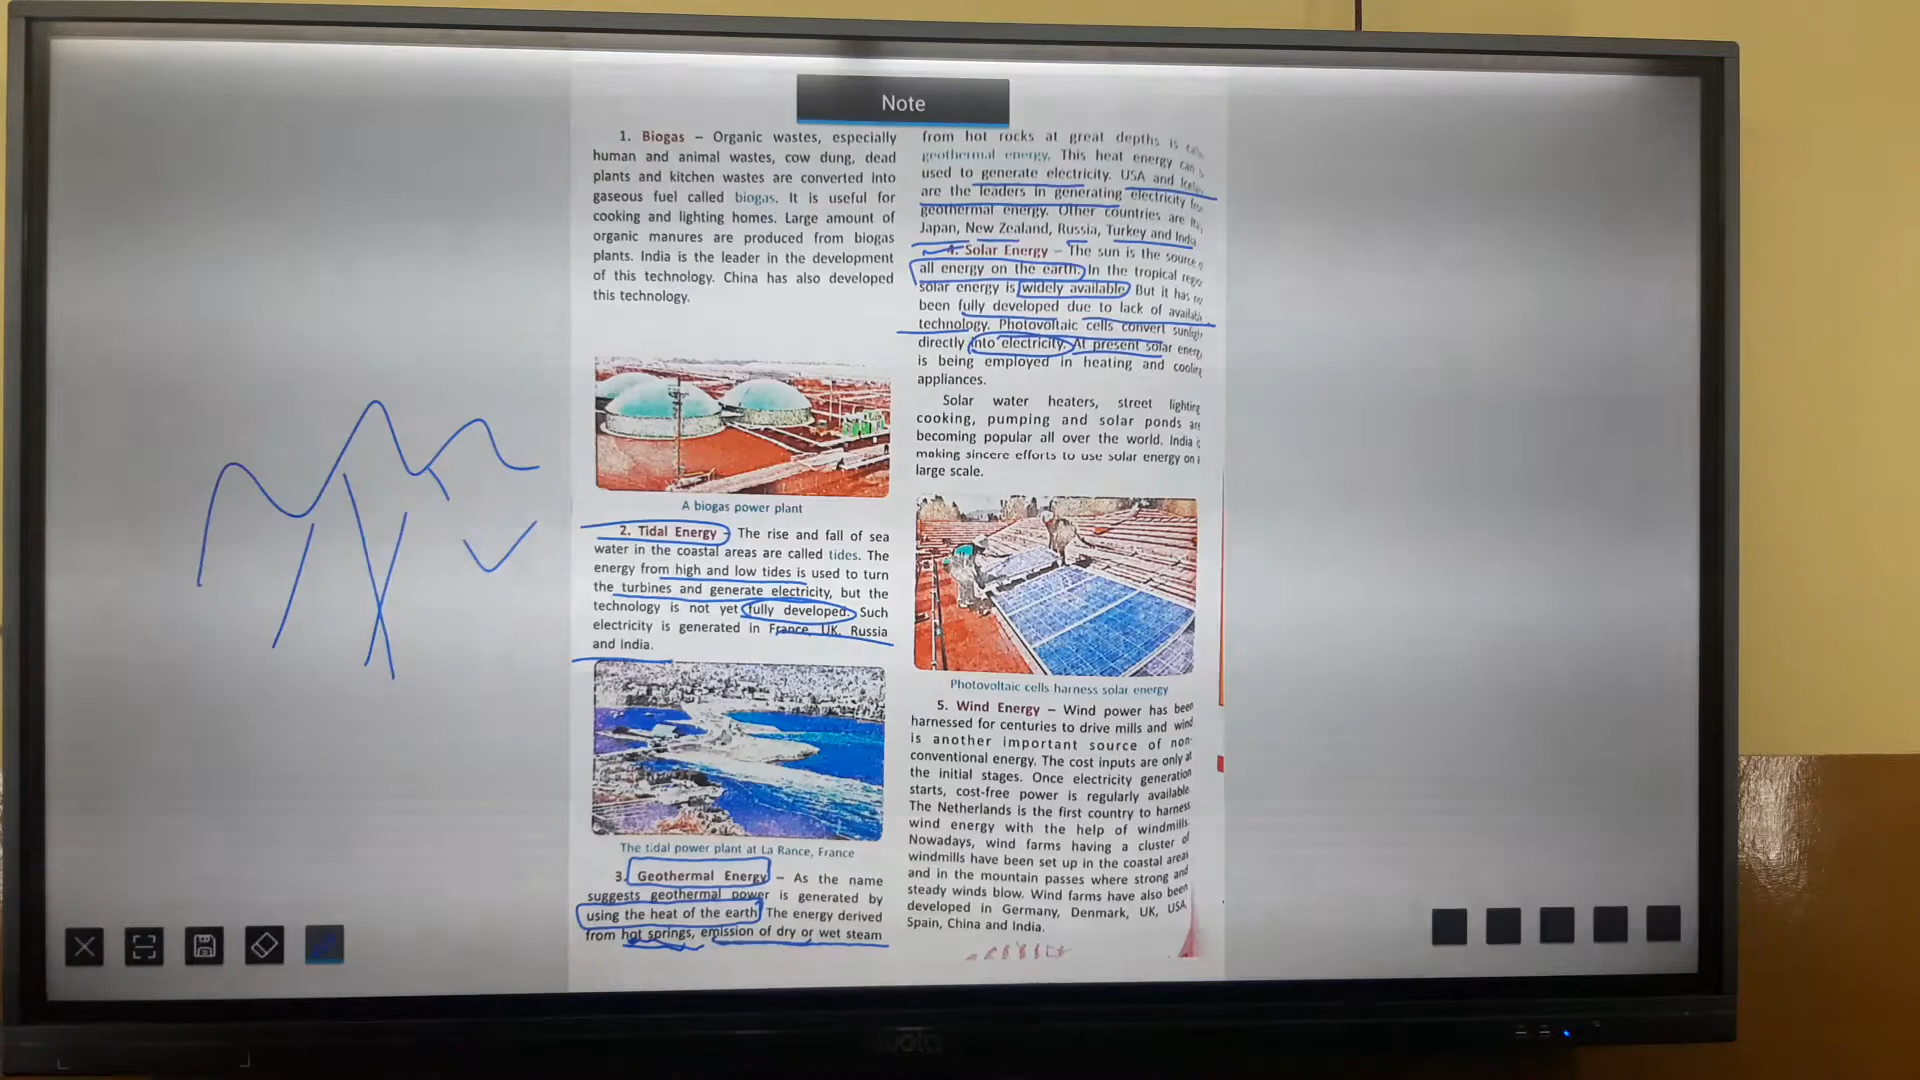 Note
1. Biogas – Organic wastes, especially
human and animal wastes, cow dung, dead
plants and kitchen wastes are converted into
gaseous fuel called biogas. It is useful for
cooking and lighting homes. Large amount of
organic manures are produced from biogas
plants. India is the leader in the development
of this technology. China has also developed
this technology.
A biogas power plant
2. Tidal Energy – The rise and fall of sea
water in the coastal areas are called tides. The
energy from high and low tides is used to turn
the turbines and generate electricity, but the
technology is not yet fully developed. Such
electricity is generated in France, UK, Russia
and India.
The tidal power plant at La Rance, France
3. Geothermal Energy – As the name
suggests geothermal power is generated by
using the heat of the earth. The energy derived
from hot springs, emission of dry or wet steam
from hot rocks at great depths is
geothermal energy. This heat energy can
used to generate electricity. USA and
are the leaders in generating electricity
geothermal energy. Other countries are
Japan, New Zealand, Russia, Turkey and India
4. Solar Energy – The sun is the source
all energy on the earth. In the tropical
solar energy is widely available. But it has
been fully developed due to lack of
technology. Photovoltaic cells convert
directly into electricity. At present solar
is being employed in heating and cooling
appliances.
Solar water heaters, street lighting
cooking, pumping and solar ponds are
becoming popular all over the world. India
making sincere efforts to use solar energy on
large scale.
Photovoltaic cells harness solar energy
5. Wind Energy – Wind power has been
harnessed for centuries to drive mills and wind
is another important source of non-
conventional energy. The cost inputs are only at
the initial stages. Once electricity generation
starts, cost-free power is regularly available.
The Netherlands is the first country to harness
wind energy with the help of windmills.
Nowadays, wind farms having a cluster of
windmills have been set up in the coastal areas
and in the mountain passes where strong and
steady winds blow. Wind farms have also been
developed in Germany, Denmark, UK, USA,
Spain, China and India.